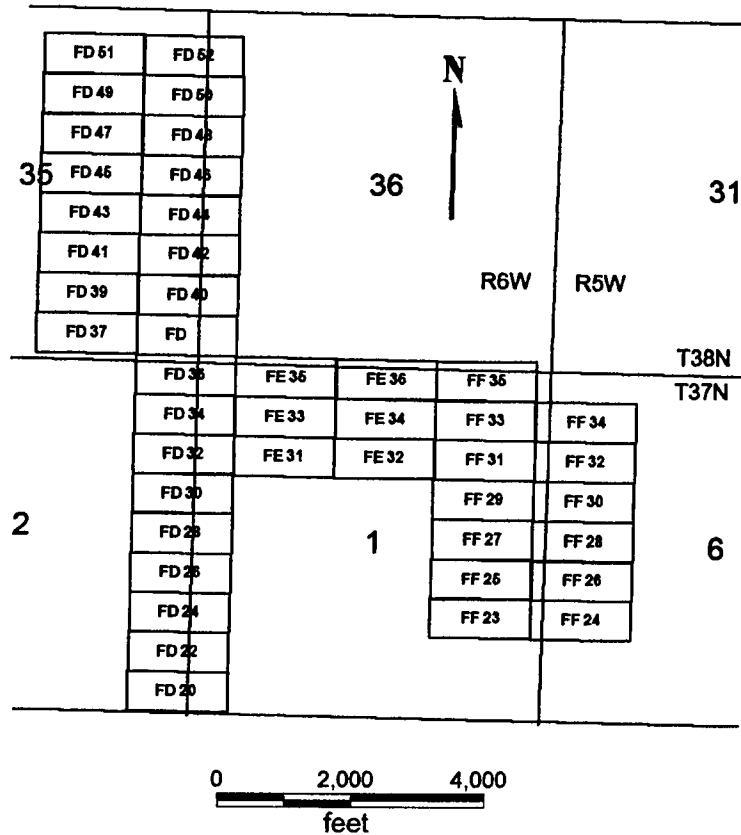 FD 51 FD 52
N
FD 49 FD 50
FD 47 FD 48
35 FD 45 FD 46 36 31
FD 43 FD 44
FD 41 FD 42
R6W R5W
FD 39 FD 40
FD 37 FD
T38N
FD 36 FE 35 FE 36 FF 35
T37N
FD 34 FE 33 FE 34 FF 33 FF 34
FD 32 FE 31 FE 32 FF 31 FF 32
FD 30 FF 29 FF 30
2 FD 28 1 FF 27 FF 28 6
FD 26 FF 25 FF 26
FD 24 FF 23 FF 24
FD 22
FD 20
0 2,000 4,000
feet